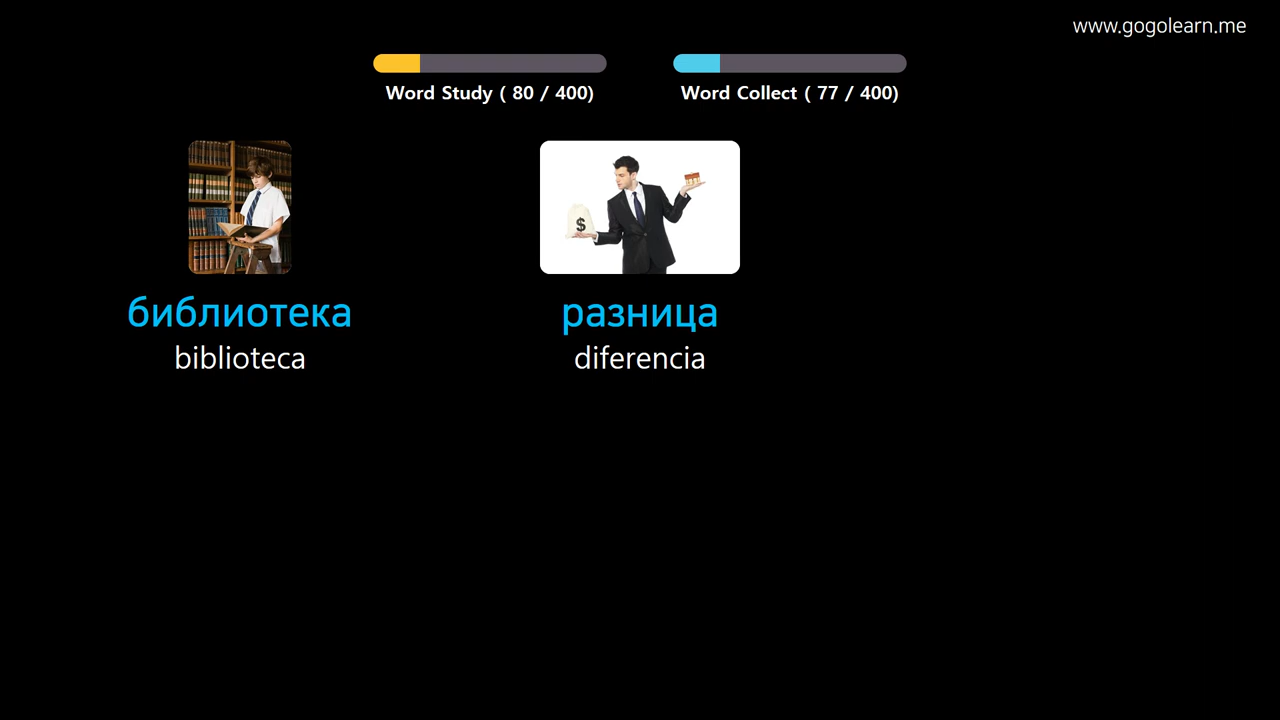 www.gogolearn.me
Word Study ( 80 / 400)
Word Collect ( 77 / 400)
$
библиотека
biblioteca
разница
diferencia